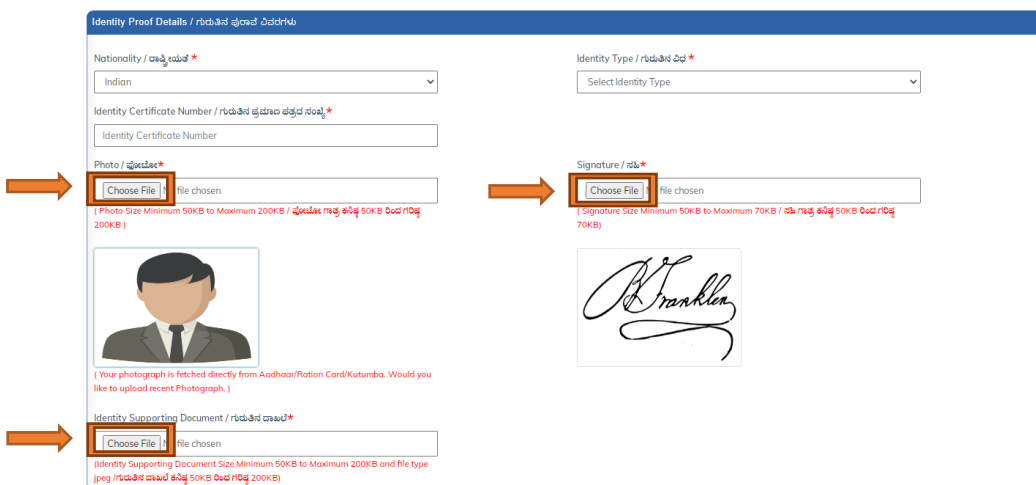 Identity Proof Details / ಗುರುತಿನ ಪುರಾವೆ ವಿವರಗಳು
Nationality / ರಾಷ್ಟ್ರೀಯತೆ *
Identity Type / ಗುರುತಿನ ವಿಧ *
Indian
Select Identity Type
Identity Certificate Number / ಗುರುತಿನ ಪ್ರಮಾಣ ಪತ್ರದ ಸಂಖ್ಯೆ *
Identity Certificate Number
Photo / ಫೋಟೋ*
Signature / ಸಹಿ*
Choose File file chosen
Choose File file chosen
( Photo Size Minimum 50KB to Maximum 200KB / ಫೋಟೋ ಗಾತ್ರ ಕನಿಷ್ಠ 50KB ರಿಂದ ಗರಿಷ್ಠ
200KB )
( Signature Size Minimum 50KB to Maximum 70KB / ಸಹಿ ಗಾತ್ರ ಕನಿಷ್ಠ 50KB ರಿಂದ ಗರಿಷ್ಠ
70KB)
B Franklin
( Your photograph is fetched directly from Aadhaar/Ration Card/Kutumba. Would you
like to upload recent Photograph. )
Identity Supporting Document / ಗುರುತಿನ ದಾಖಲೆ*
Choose File file chosen
(Identity Supporting Document Size Minimum 50KB to Maximum 200KB and file type
jpeg /ಗುರುತಿನ ದಾಖಲೆ ಕನಿಷ್ಠ 50KB ರಿಂದ ಗರಿಷ್ಠ 200KB)